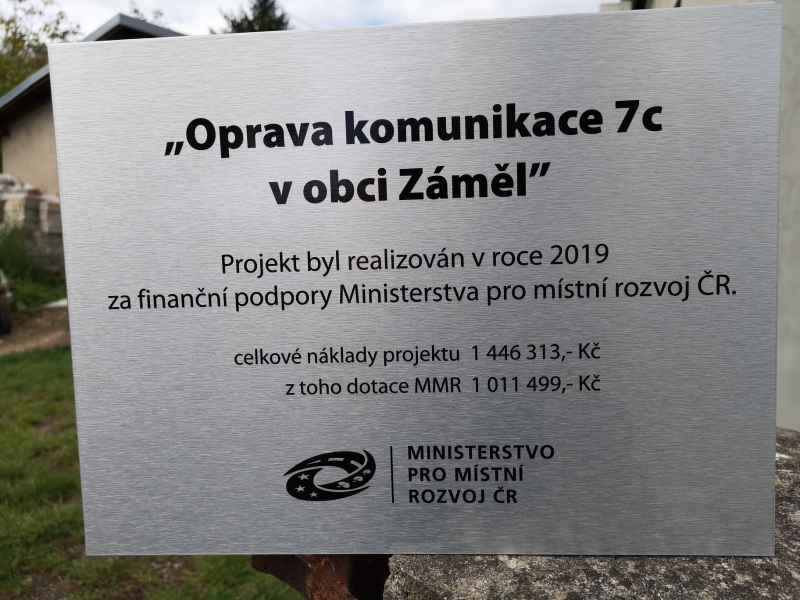 „Oprava komunikace 7c
v obci Záměl”
Projekt byl realizován v roce 2019
za finanční podpory Ministerstva pro místní rozvoj ČR.
celkové náklady projektu 1 446 313,- Kč
z toho dotace MMR 1 011 499,- Kč
MINISTERSTVO
PRO MÍSTNÍ
ROZVOJ ČR